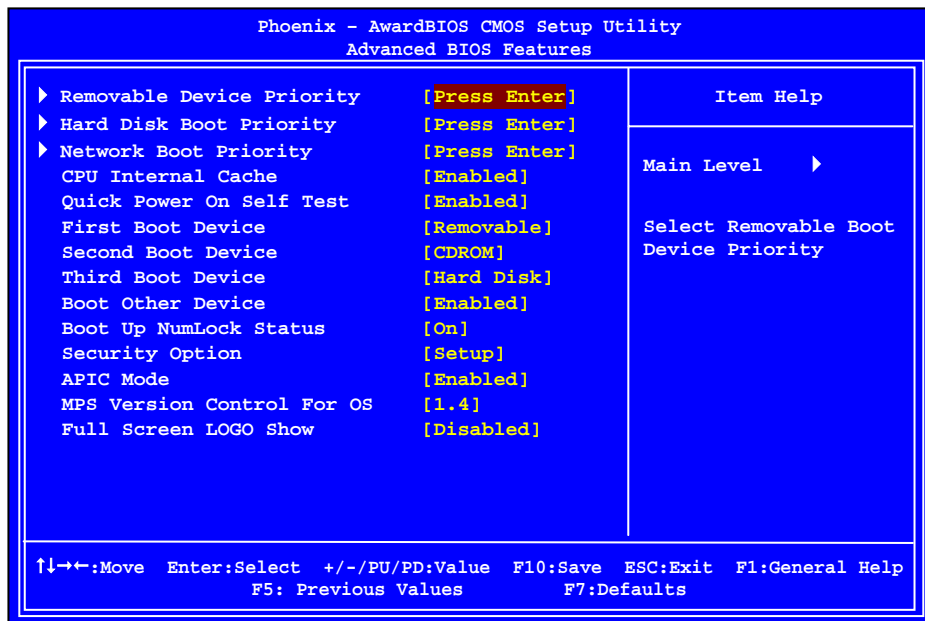 Phoenix – AwardBIOS CMOS Setup Utility
Advanced BIOS Features
Removable Device Priority [Press Enter]
Hard Disk Boot Priority [Press Enter]
Network Boot Priority [Press Enter]
CPU Internal Cache [Enabled]
Quick Power On Self Test [Enabled]
First Boot Device [Removable]
Second Boot Device [CDROM]
Third Boot Device [Hard Disk]
Boot Other Device [Enabled]
Boot Up NumLock Status [On]
Security Option [Setup]
APIC Mode [Enabled]
MPS Version Control For OS [1.4]
Full Screen LOGO Show [Disabled]
Item Help
Main Level
Select Removable Boot
Device Priority
↑↓→←:Move Enter:Select +/-/PU/PD:Value F10:Save ESC:Exit F1:General Help
F5: Previous Values F7:Defaults